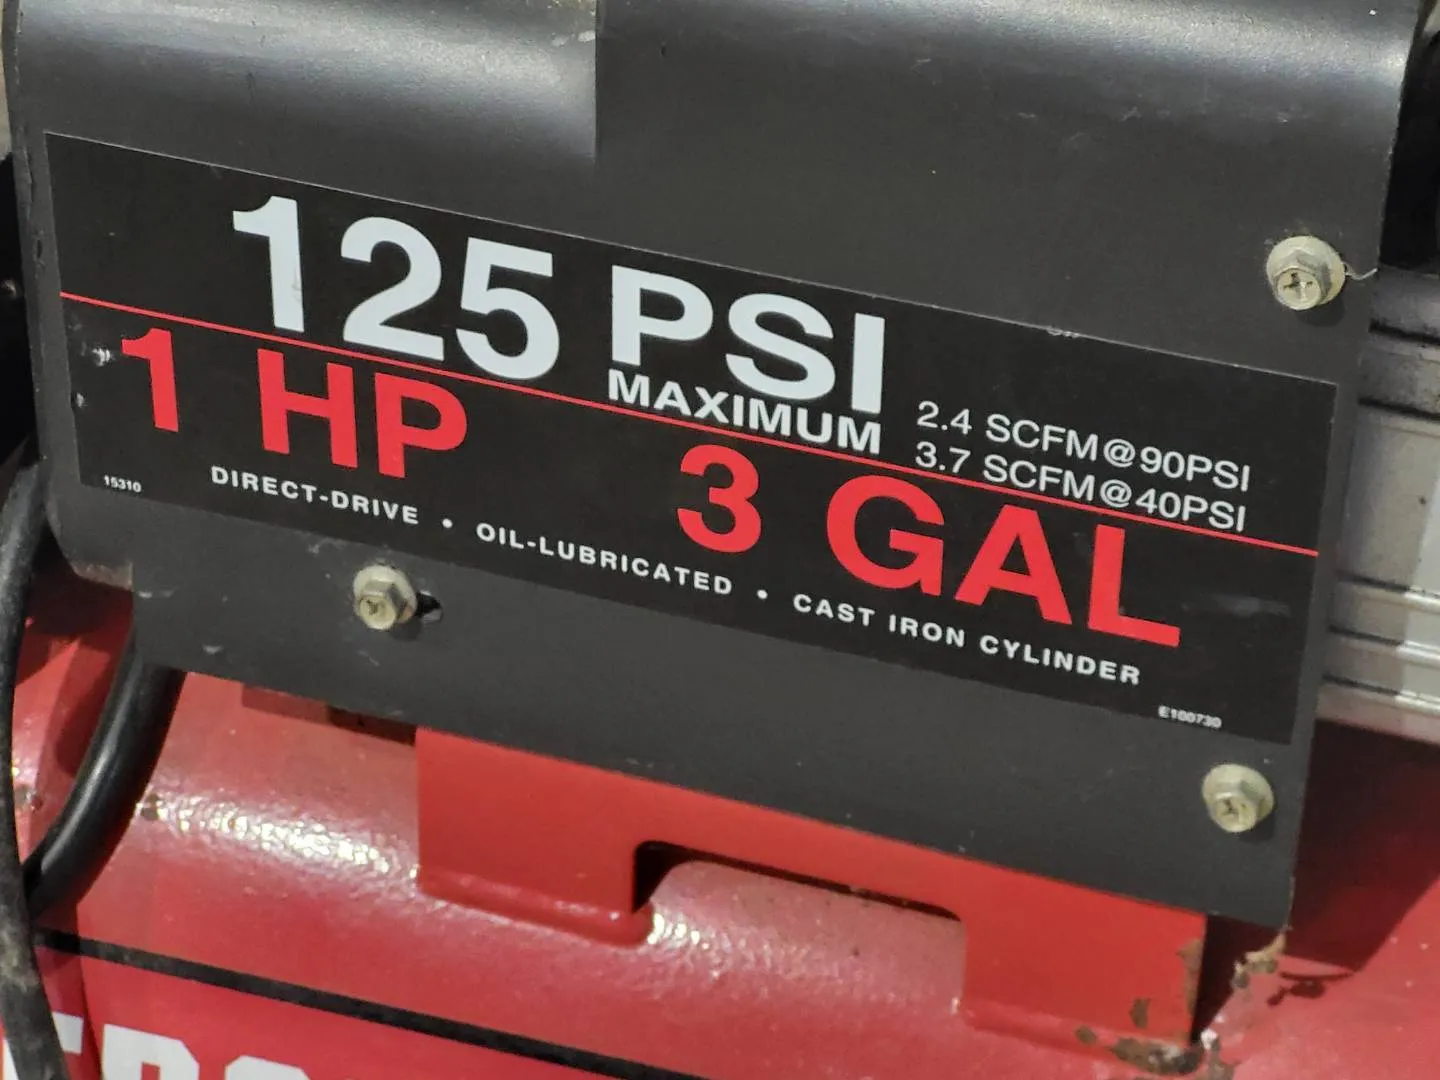 125 PSI
MAXIMUM
2.4 SCFM@90PSI
3.7 SCFM@40PSI
1 HP
3 GAL
15310
DIRECT-DRIVE • OIL-LUBRICATED • CAST IRON CYLINDER
E100730